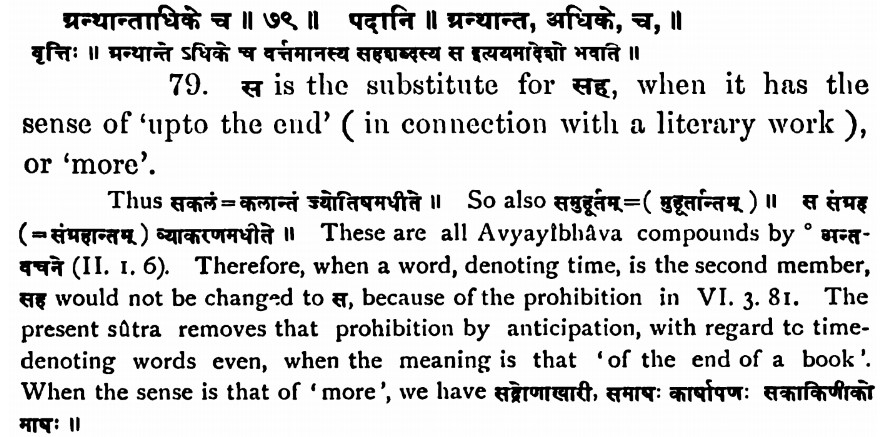 ग्रन्थान्ताधिके च ॥ ७९ ॥ पदानि ॥ ग्रन्थान्त, अधिके, च, ॥
वृत्तिः ॥ ग्रन्थान्ते ऽधिके च वर्त्तमानस्य सहशब्दस्य स इत्ययमादेशो भवति ॥
79. स is the substitute for सह, when it has the
sense of ‘upto the end’ ( in connection with a literary work ),
or ‘more’.
Thus सकलं=कलान्तं ज्योतिषमधीते ॥ So also समुहूर्तम्=( मुहूर्तान्तम् ) ॥ स संग्रह
(=संग्रहान्तम् ) व्याकरणमधीते ॥ These are all Avyayîbhâva compounds by ° अन्त-
वचने (II. 1. 6). Therefore, when a word, denoting time, is the second member,
सह would not be changed to स, because of the prohibition in VI. 3. 81. The
present sûtra removes that prohibition by anticipation, with regard tc time-
denoting words even, when the meaning is that ‘of the end of a book’.
When the sense is that of ‘more’, we have सद्रोणाखारी, समाषः कार्षापणः सकाकिणीको
माषः ॥